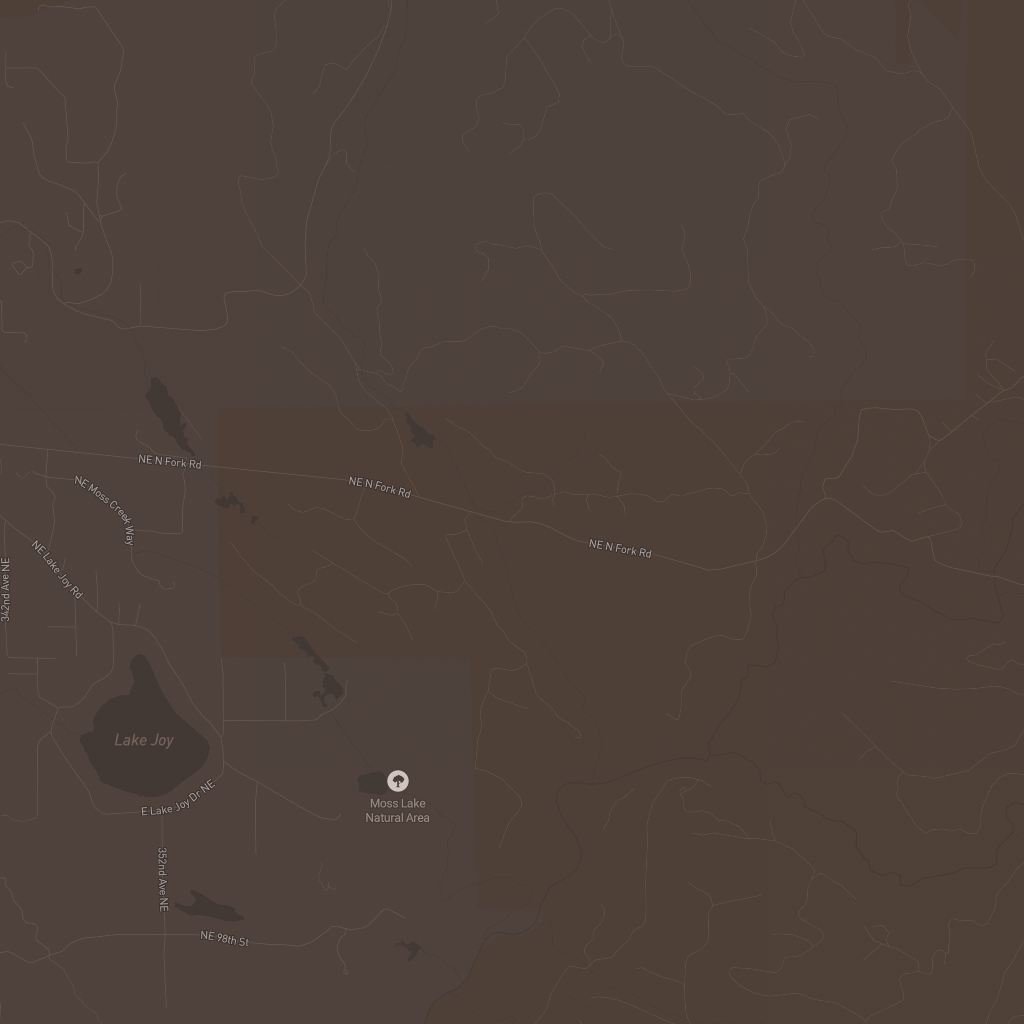 NE N Fork Rd
NE Moss Creek Way
NE N Fork Rd
NE N Fork Rd
NE Lake Joy Rd
342nd Ave NE
Lake Joy
E Lake Joy Dr NE
Moss Lake
Natural Area
352nd Ave NE
NE 98th St